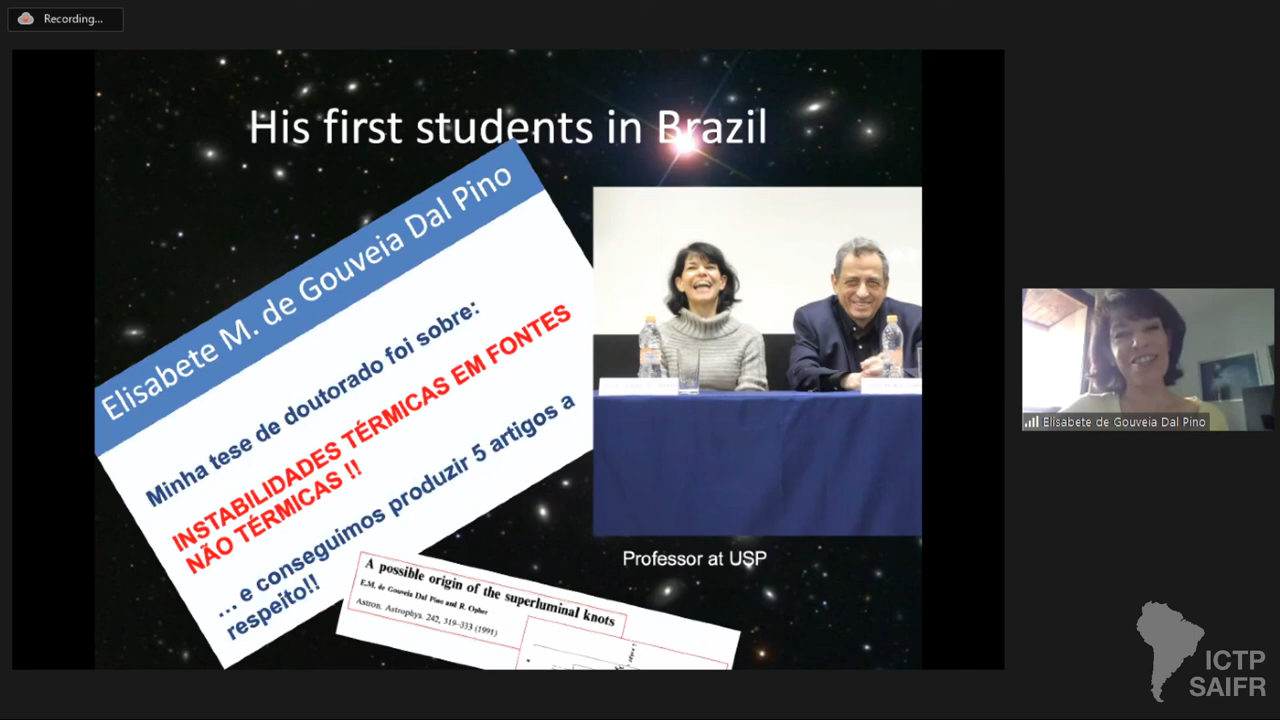 Recording...
His first students in Brazil
Elisabete M. de Gouveia Dal Pino
Minha tese de doutorado foi sobre:
INSTABILIDADES TÉRMICAS EM FONTES
NÃO TÉRMICAS !!
... e conseguimos produzir 5 artigos a
respeito!!
A possible origin of the superluminal knots
E.M. de Gouveia Dal Pino and R. Opher
Astron. Astrophys. 242, 319–333 (1991)
Professor at USP
Elisabete de Gouveia Dal Pino
ICTP
SAIFR